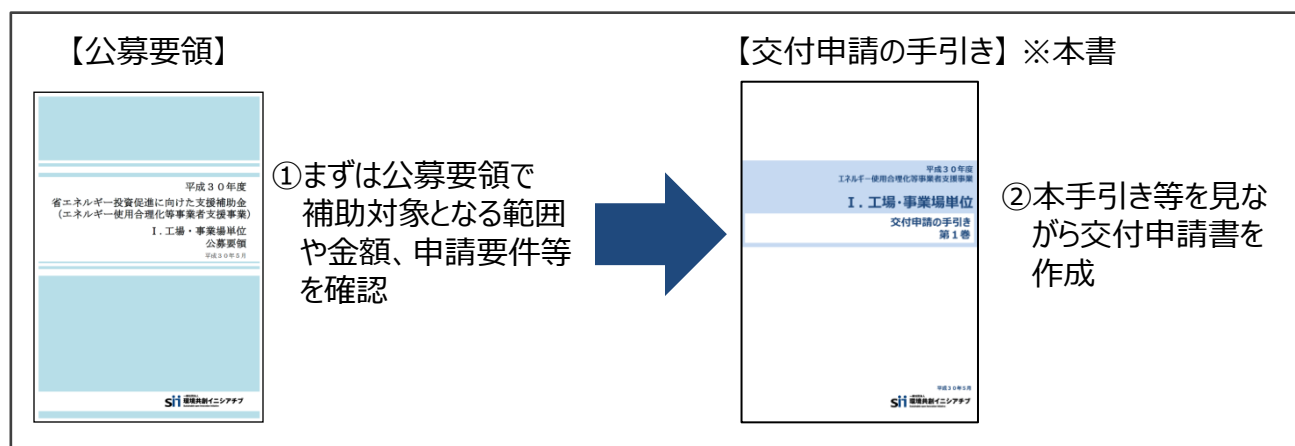 【公募要領】
平成30年度
省エネルギー投資促進に向けた支援補助金
(エネルギー使用合理化等事業者支援事業)
Ⅰ.工場・事業場単位
公募要領
平成30年5月
Sii 環境共創イニシアチブ
①まずは公募要領で
補助対象となる範囲
や金額、申請要件等
を確認
【交付申請の手引き】※本書
平成30年度
エネルギー使用合理化等事業者支援事業
Ⅰ.工場・事業場単位
交付申請の手引き
第1巻
平成30年5月
Sii 環境共創イニシアチブ
②本手引き等を見な
がら交付申請書を
作成